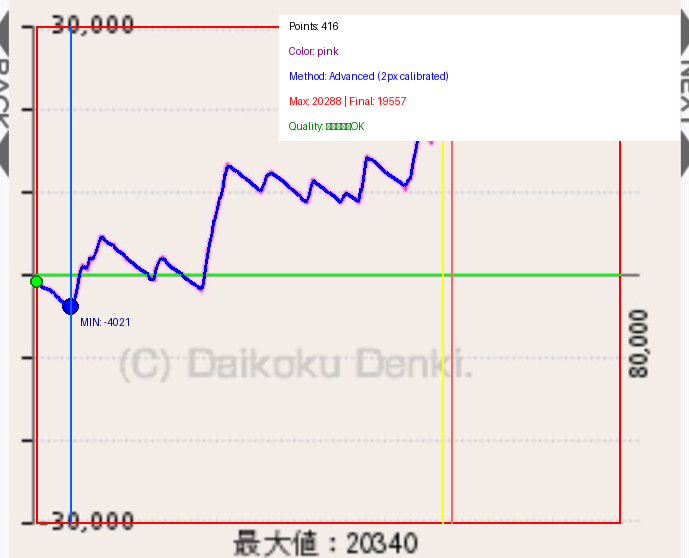 30,000
Points: 416
Color: pink
Method: Advanced (2px calibrated)
Max: 20288 | Final: 19557
Quality: □□□□□OK
BACK
NEXT
MIN: -4021
80,000
(C) Daikoku Denki.
-30,000
最大値：20340